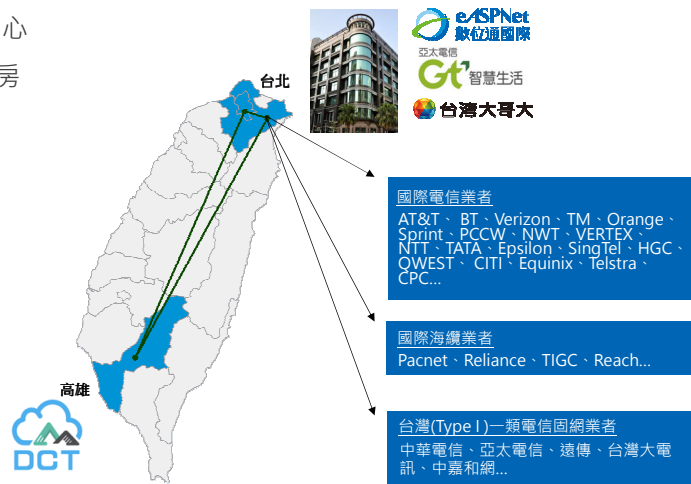 心
房
台北
eASPNet
數位通國際
亞太電信
Gt 智慧生活
台灣大哥大
國際電信業者
AT&T、 BT、Verizon、TM、Orange、
Sprint、PCCW、NWT、VERTEX、
NTT、TATA、Epsilon、SingTel、HGC、
QWEST、 CITI、Equinix、Telstra、
CPC...
國際海纜業者
Pacnet、Reliance、TIGC、Reach...
高雄
DCT
台灣(Type I )一類電信固網業者
中華電信、亞太電信、遠傳、台灣大電
訊、中嘉和網...